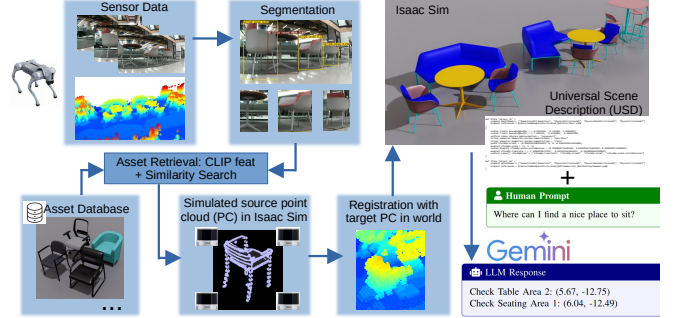 Sensor Data
Segmentation
Isaac Sim
Universal Scene
Description (USD)
Asset Retrieval: CLIP feat
+ Similarity Search
Asset Database
...
Simulated source point
cloud (PC) in Isaac Sim
Registration with
target PC in world
+
Human Prompt
Where can I find a nice place to sit?
Gemini
LLM Response
Check Table Area 2: (5.67, -12.75)
Check Seating Area 1: (6.04, -12.49)